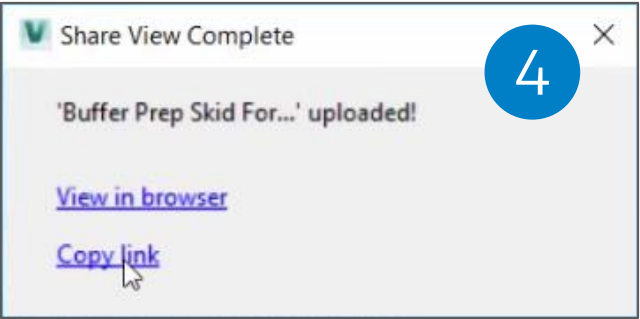 Share View Complete
4
'Buffer Prep Skid For...' uploaded!
View in browser
Copy link